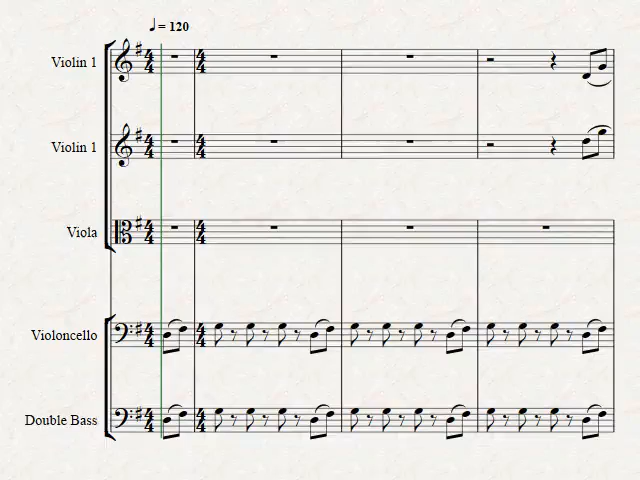 ♩ = 120
Violin 1
Violin 1
Viola
Violoncello
Double Bass